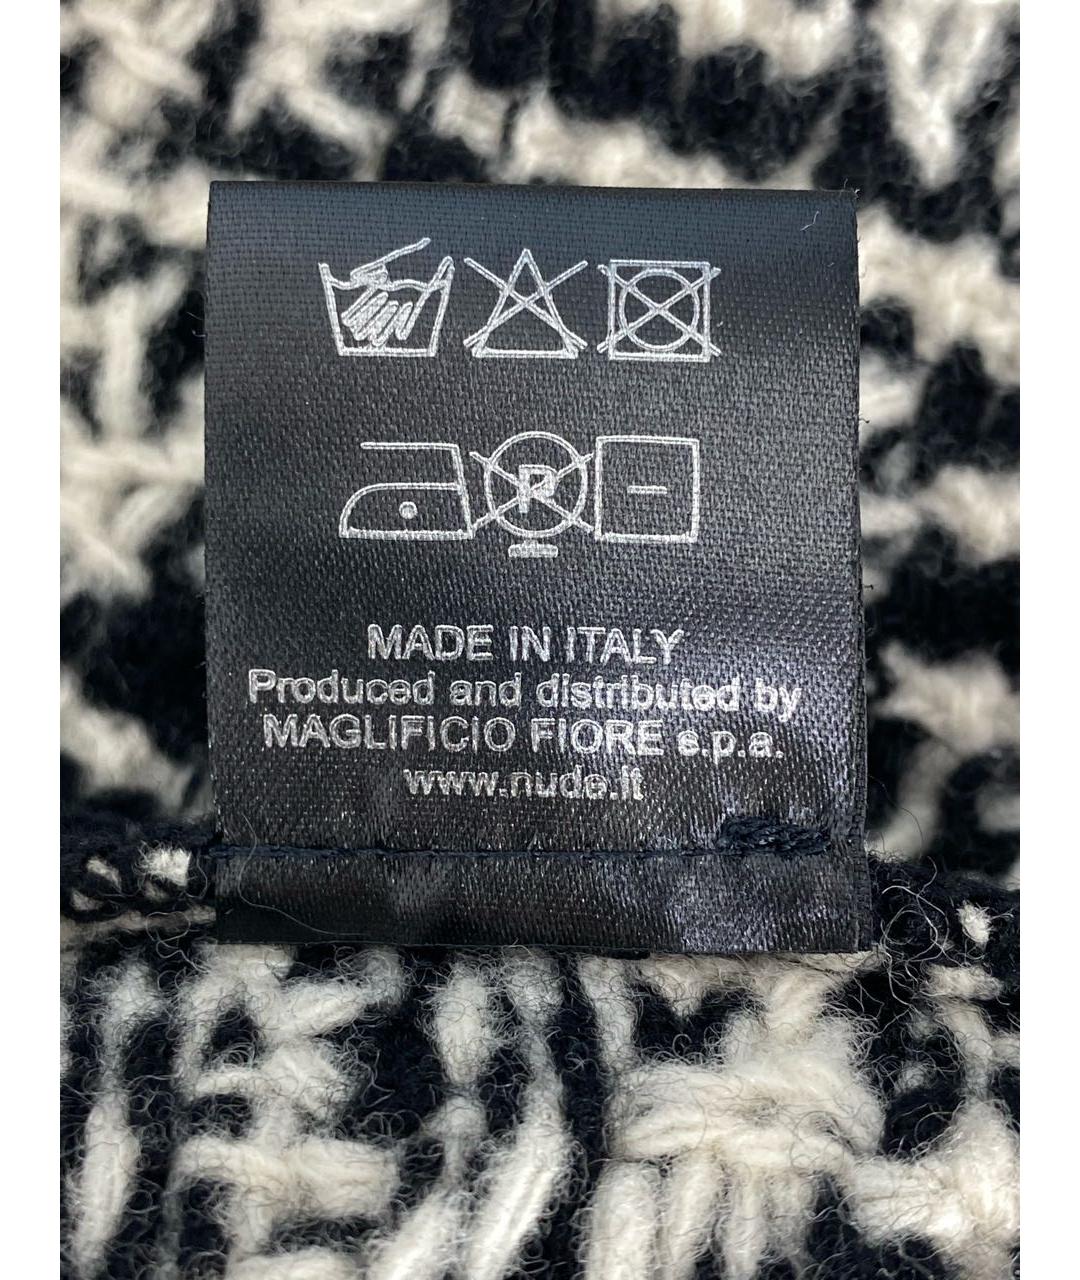 R
MADE IN ITALY
Produced and distributed by
MAGLIFICIO FIORE s.p.a.
www.nude.it